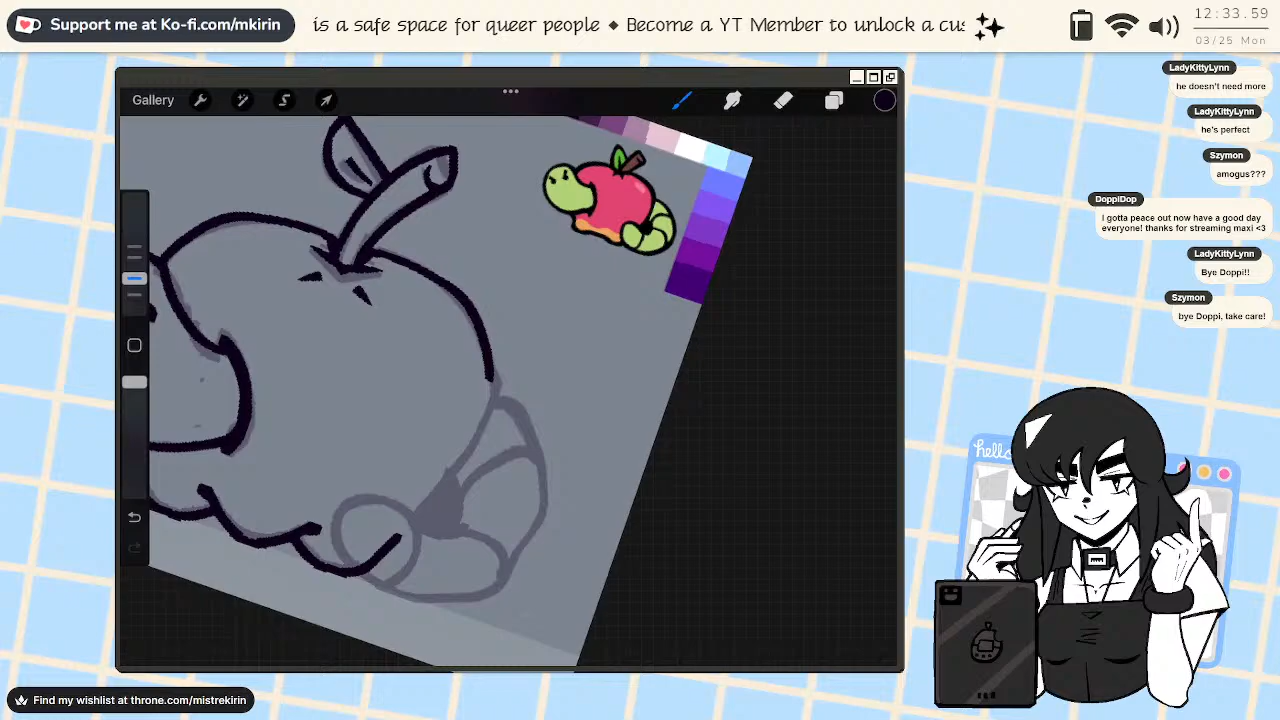 Support me at Ko-fi.com/mkirin
is a safe space for queer people ◆ Become a YT Member to unlock a cus
12:33.59
03/25 Mon
Gallery
LadyKittyLynn
he doesn't need more
LadyKittyLynn
he's perfect
Szymon
amogus???
DoppiDop
I gotta peace out now have a good day
everyone! thanks for streaming maxi <3
LadyKittyLynn
Bye Doppi!!
Szymon
bye Doppi, take care!
hello
Find my wishlist at throne.com/mistrekirin